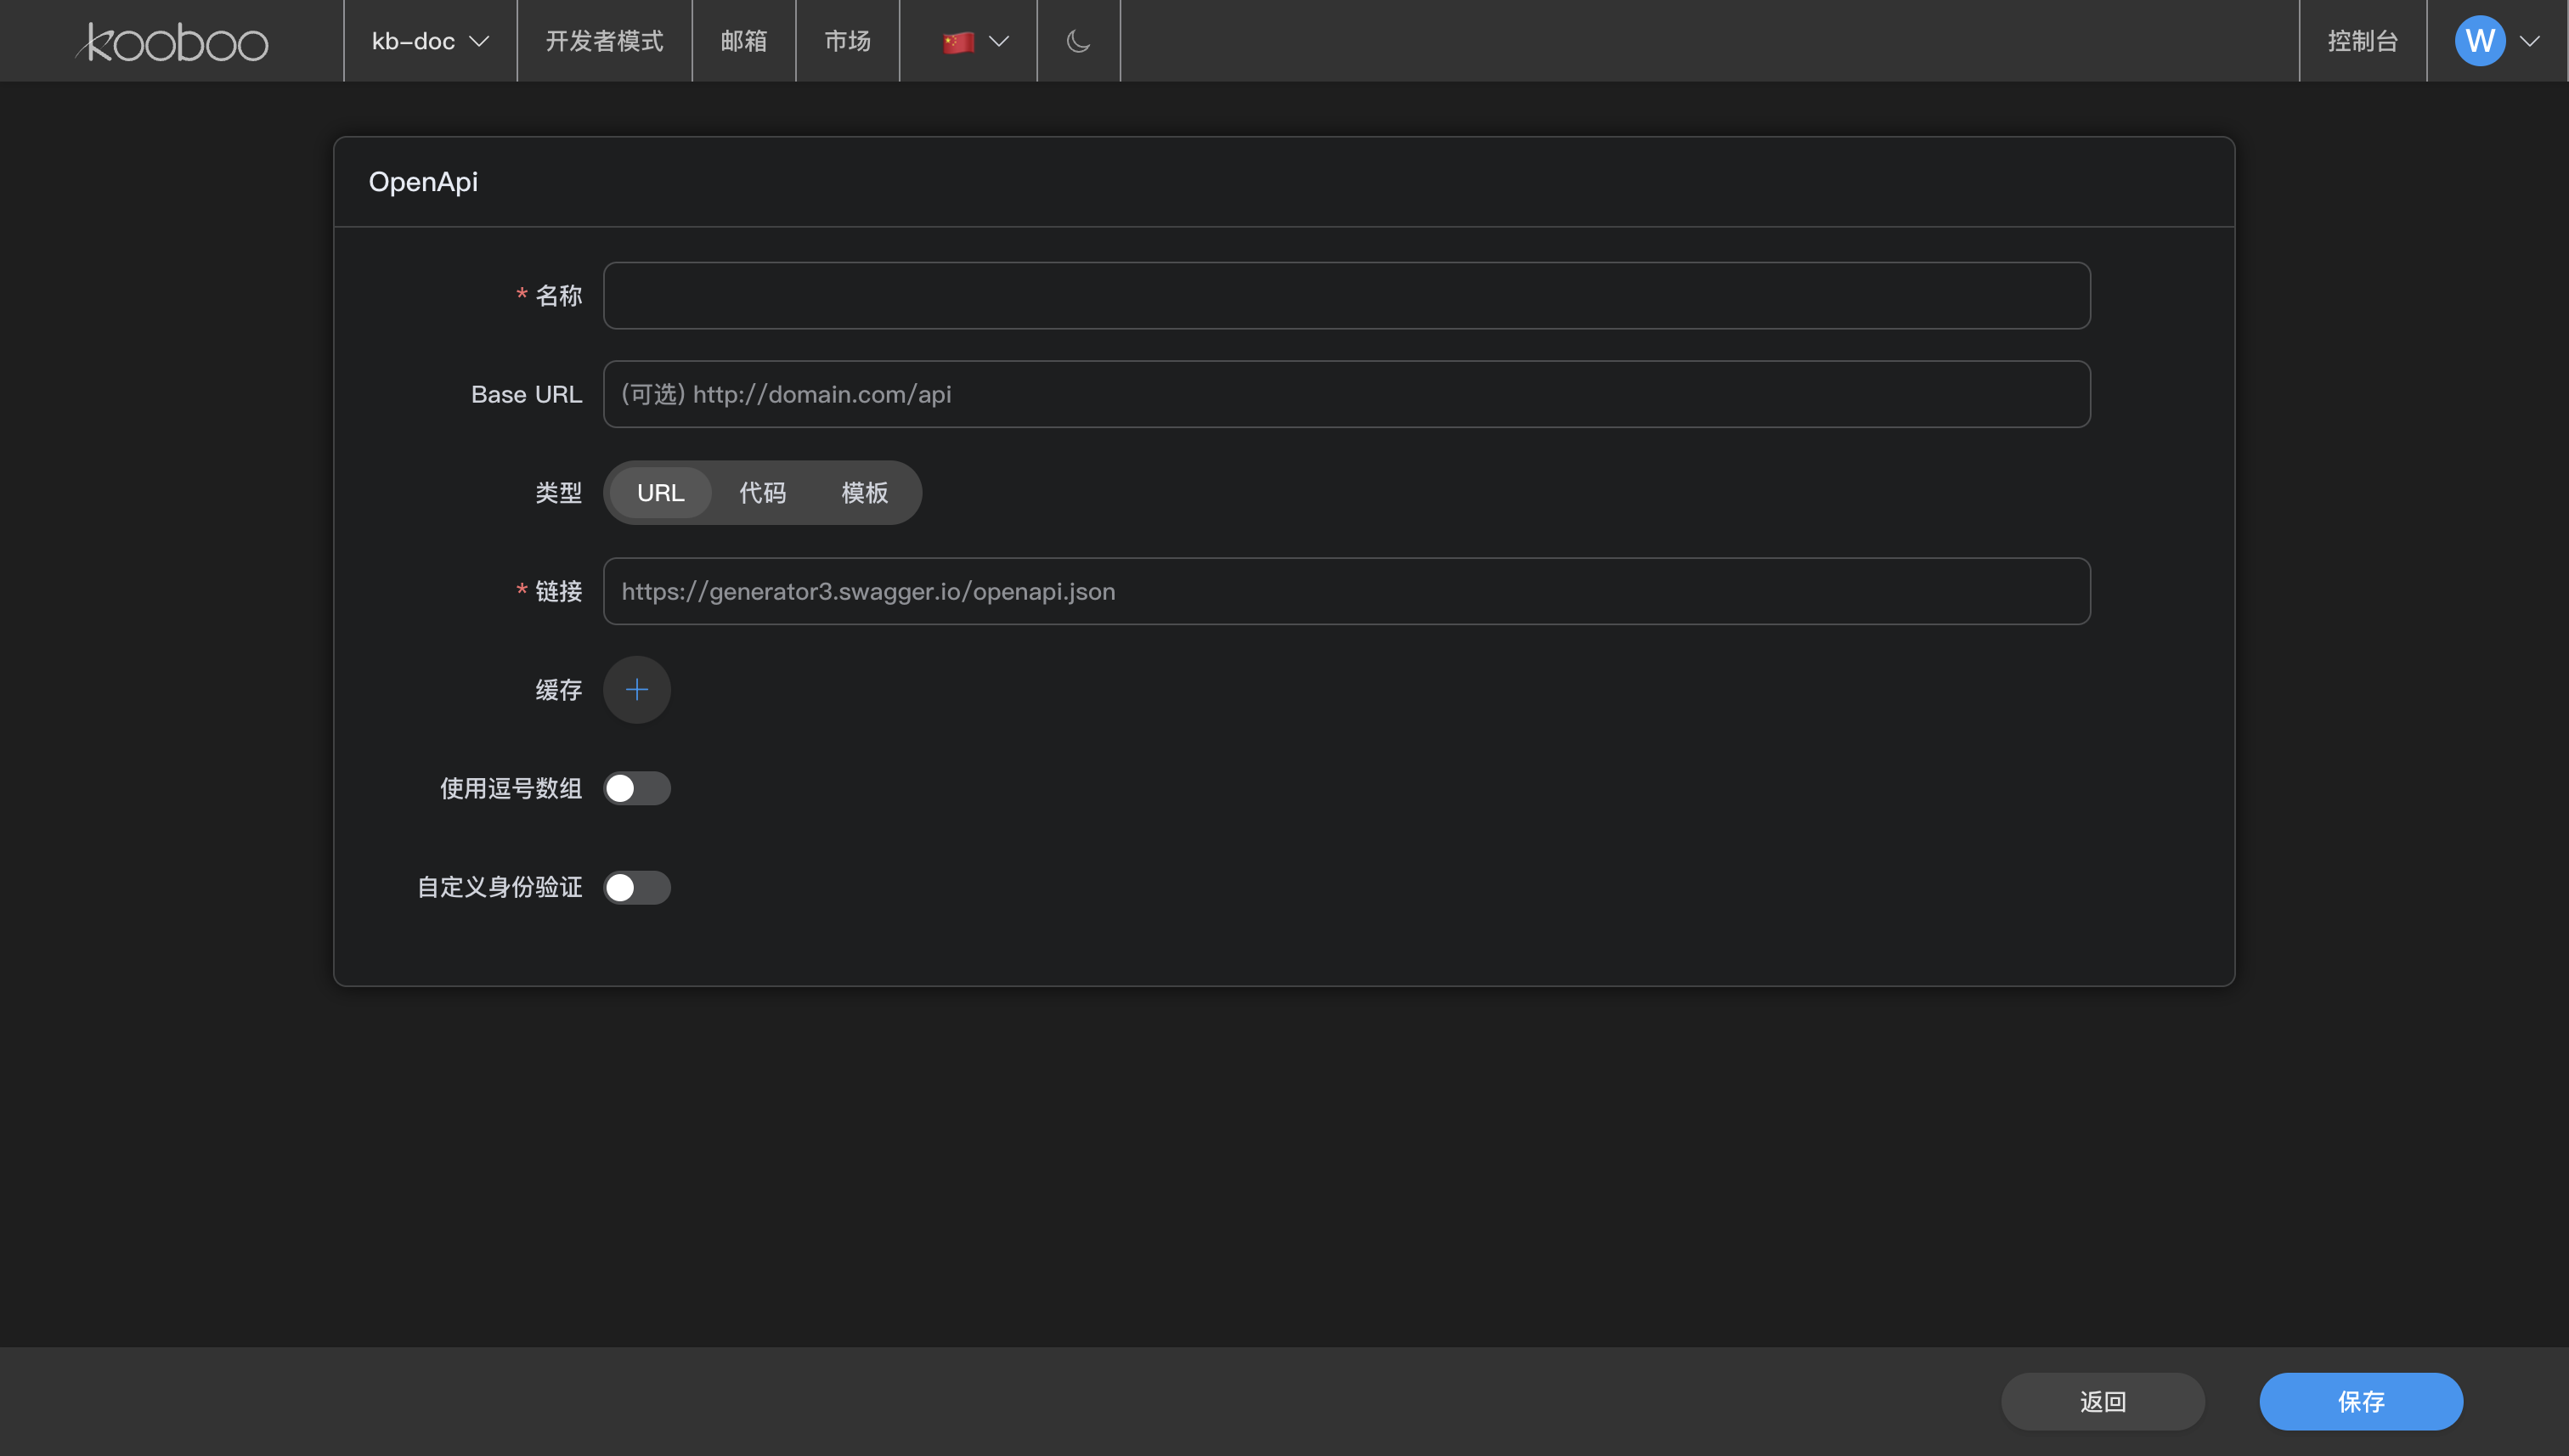 kooboo
kb-doc
开发者模式
邮箱
市场
控制台
W
OpenApi
* 名称
Base URL
(可选) http://domain.com/api
类型
URL
代码
模板
* 链接
https://generator3.swagger.io/openapi.json
缓存
使用逗号数组
自定义身份验证
返回
保存